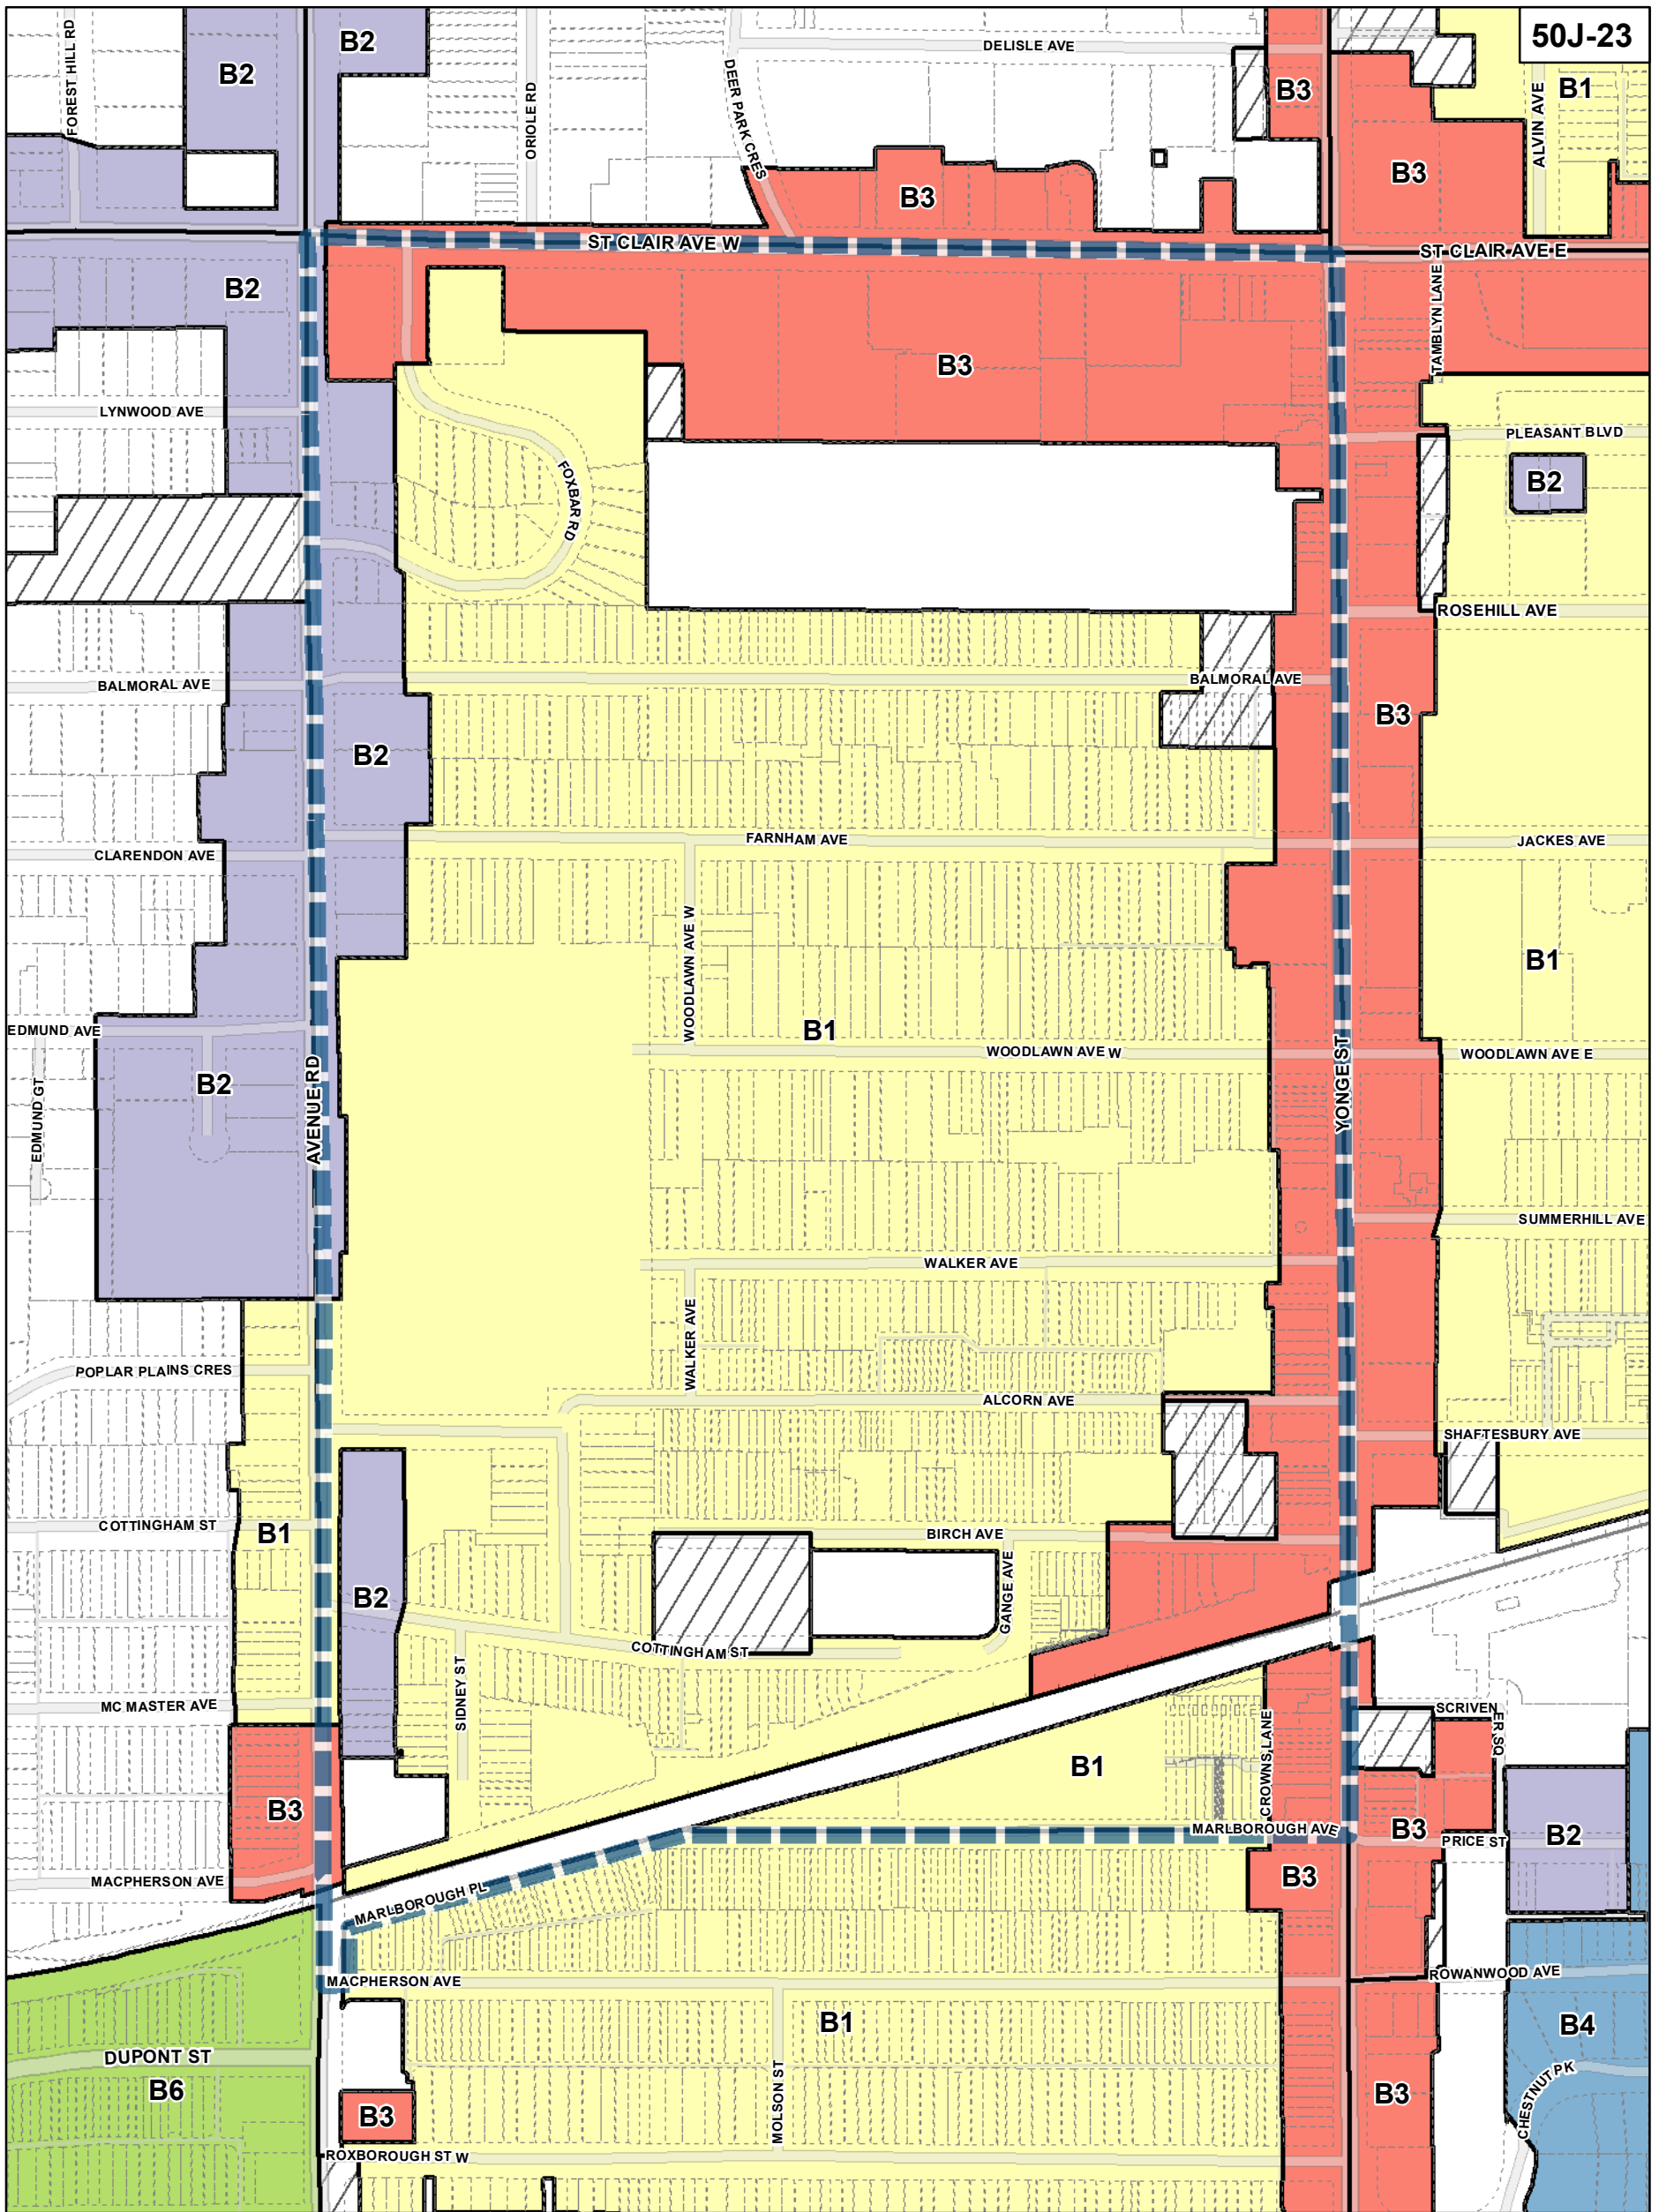 50J-23
FOREST HILL RD
B2
B2
ORIOLE RD
DEER PARK CRES
DELISLE AVE
B3
B1
ALVIN AVE
B3
B3
ST CLAIR AVE W
ST CLAIR AVE E
B2
TAMBLYN LANE
B3
LYNWOOD AVE
PLEASANT BLVD
FOXBAR RD
B2
ROSEHILL AVE
BALMORAL AVE
BALMORAL AVE
B3
B2
FARNHAM AVE
JACKES AVE
CLARENDON AVE
WOODLAWN AVE W
B1
EDMUND AVE
B1
WOODLAWN AVE W
WOODLAWN AVE E
B2
EDMUND GT
AVENUE RD
YONGE ST
SUMMERHILL AVE
WALKER AVE
WALKER AVE
POPLAR PLAINS CRES
ALCORN AVE
SHAFTESBURY AVE
COTTINGHAM ST
B1
BIRCH AVE
GANGE AVE
B2
COTTINGHAM ST
SIDNEY ST
MC MASTER AVE
SCRIVENER SQ
CROWNS LANE
B1
B3
MARLBOROUGH AVE
B3
PRICE ST
B2
MACPHERSON AVE
B3
MARLBOROUGH PL
MACPHERSON AVE
ROWANWOOD AVE
B1
B4
DUPONT ST
B6
MOLSON ST
B3
CHESTNUT PK
B3
ROXBOROUGH ST W